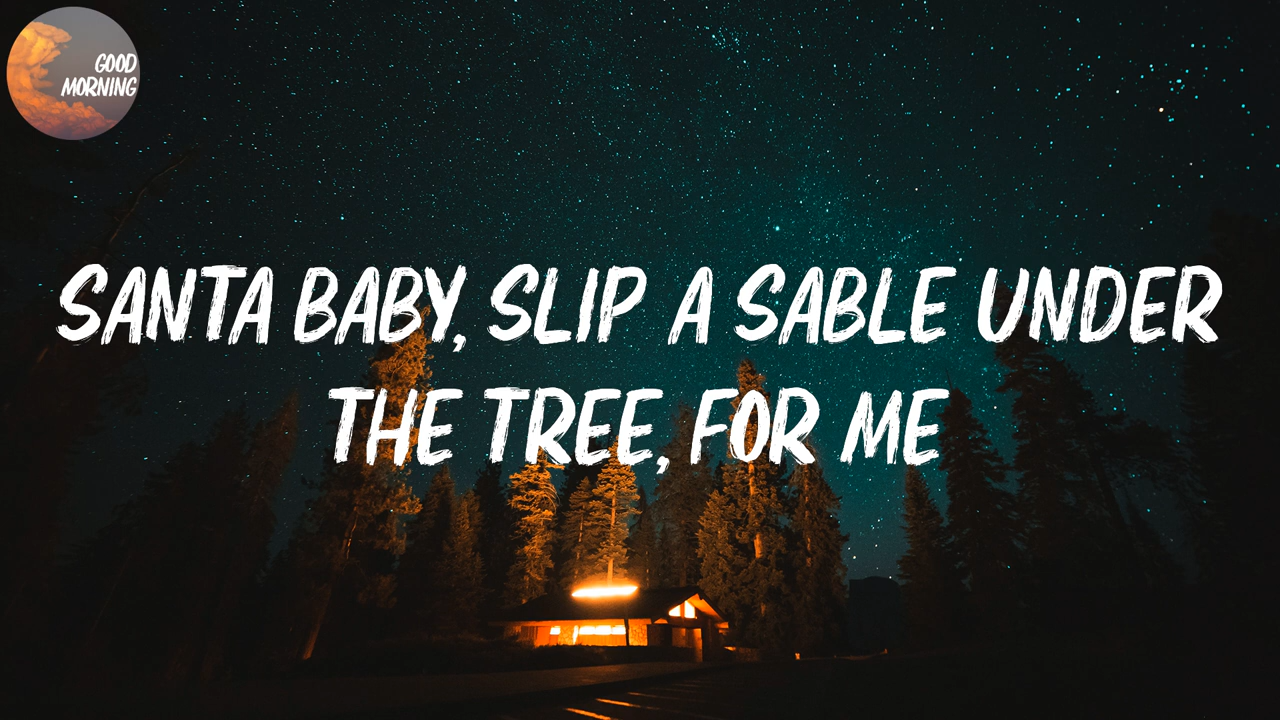 GOOD
MORNING
SANTA BABY, SLIP A SABLE UNDER
THE TREE, FOR ME